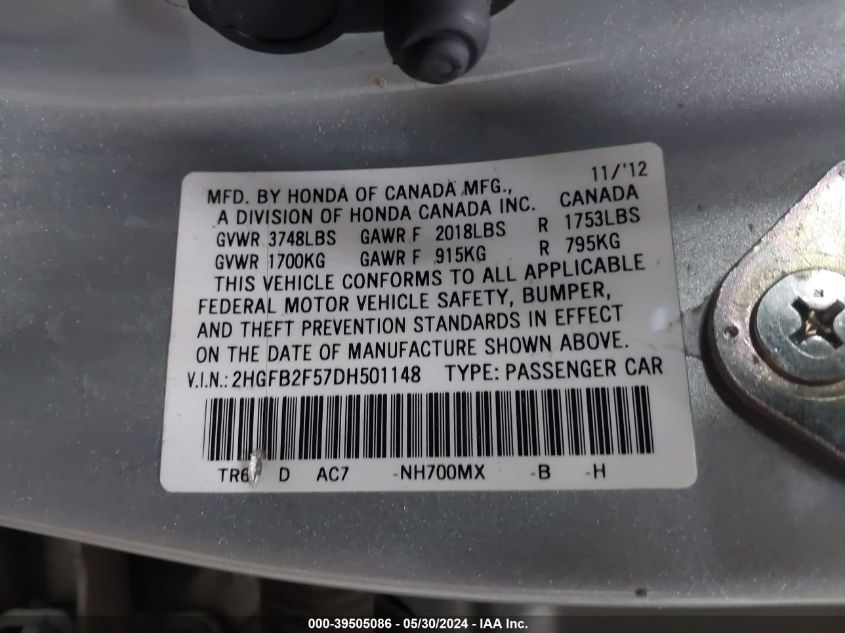 11/'12
MFD. BY HONDA OF CANADA MFG.,
A DIVISION OF HONDA CANADA INC. CANADA
GVWR 3748LBS GAWR F 2018LBS R 1753LBS
GVWR 1700KG GAWR F 915KG R 795KG
THIS VEHICLE CONFORMS TO ALL APPLICABLE
FEDERAL MOTOR VEHICLE SAFETY, BUMPER,
AND THEFT PREVENTION STANDARDS IN EFFECT
ON THE DATE OF MANUFACTURE SHOWN ABOVE.
V.I.N.: 2HGFB2F57DH501148 TYPE: PASSENGER CAR
TR6 D AC7 -NH700MX -B -H
000-39505086 - 05/30/2024 - IAA Inc.